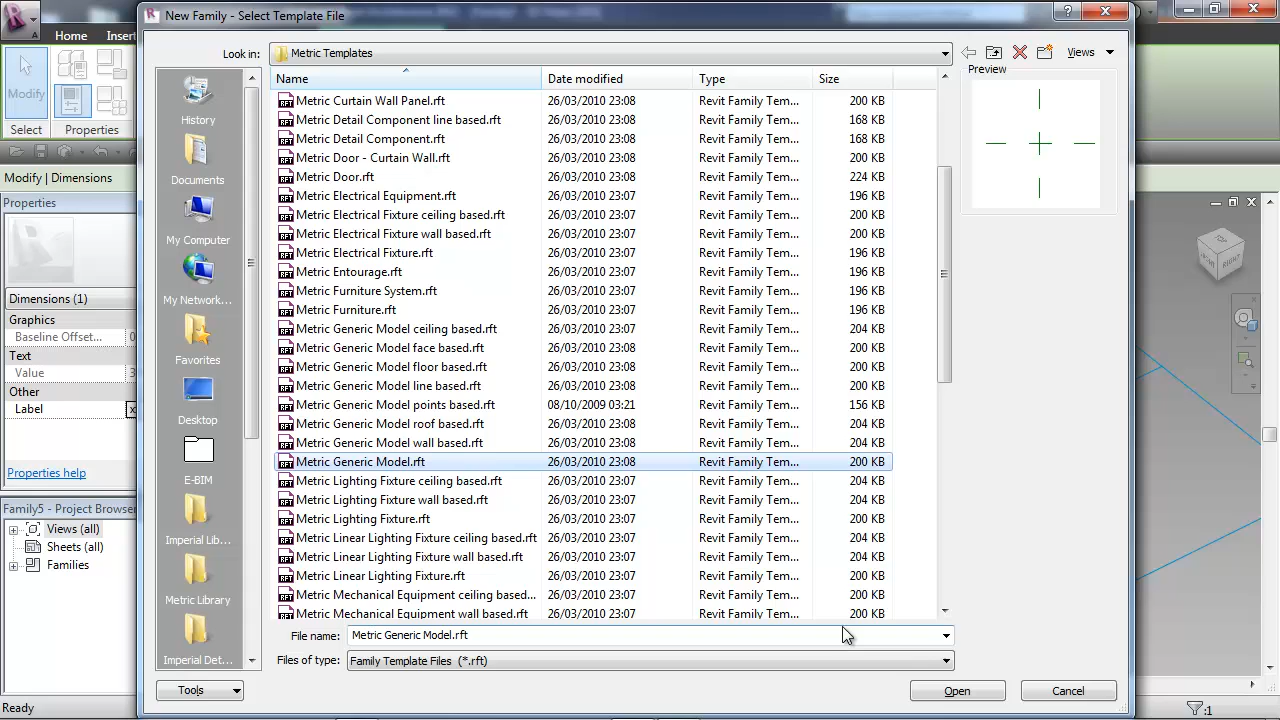 New Family - Select Template File
Home
Insert
Modify
Select
Properties
Modify | Dimensions
Properties
Dimensions (1)
Graphics
Baseline Offset... 0
Text
Value 3
Other
Label
Properties help
Family5 - Project Browser
Views (all)
Sheets (all)
Families
Ready
Look in: Metric Templates
Views
Preview
History
Documents
My Computer
My Network...
Favorites
Desktop
E-BIM
Imperial Lib...
Metric Library
Imperial Det...
Tools
Name Date modified Type Size
Metric Curtain Wall Panel.rft 26/03/2010 23:08 Revit Family Tem... 200 KB
Metric Detail Component line based.rft 26/03/2010 23:08 Revit Family Tem... 168 KB
Metric Detail Component.rft 26/03/2010 23:08 Revit Family Tem... 168 KB
Metric Door - Curtain Wall.rft 26/03/2010 23:08 Revit Family Tem... 200 KB
Metric Door.rft 26/03/2010 23:08 Revit Family Tem... 224 KB
Metric Electrical Equipment.rft 26/03/2010 23:07 Revit Family Tem... 196 KB
Metric Electrical Fixture ceiling based.rft 26/03/2010 23:07 Revit Family Tem... 200 KB
Metric Electrical Fixture wall based.rft 26/03/2010 23:07 Revit Family Tem... 200 KB
Metric Electrical Fixture.rft 26/03/2010 23:07 Revit Family Tem... 196 KB
Metric Entourage.rft 26/03/2010 23:07 Revit Family Tem... 196 KB
Metric Furniture System.rft 26/03/2010 23:07 Revit Family Tem... 196 KB
Metric Furniture.rft 26/03/2010 23:07 Revit Family Tem... 196 KB
Metric Generic Model ceiling based.rft 26/03/2010 23:07 Revit Family Tem... 204 KB
Metric Generic Model face based.rft 26/03/2010 23:08 Revit Family Tem... 200 KB
Metric Generic Model floor based.rft 26/03/2010 23:08 Revit Family Tem... 200 KB
Metric Generic Model line based.rft 26/03/2010 23:08 Revit Family Tem... 200 KB
Metric Generic Model points based.rft 08/10/2009 03:21 Revit Family Tem... 156 KB
Metric Generic Model roof based.rft 26/03/2010 23:08 Revit Family Tem... 204 KB
Metric Generic Model wall based.rft 26/03/2010 23:08 Revit Family Tem... 204 KB
Metric Generic Model.rft 26/03/2010 23:08 Revit Family Tem... 200 KB
Metric Lighting Fixture ceiling based.rft 26/03/2010 23:07 Revit Family Tem... 204 KB
Metric Lighting Fixture wall based.rft 26/03/2010 23:07 Revit Family Tem... 204 KB
Metric Lighting Fixture.rft 26/03/2010 23:07 Revit Family Tem... 200 KB
Metric Linear Lighting Fixture ceiling based.rft 26/03/2010 23:07 Revit Family Tem... 204 KB
Metric Linear Lighting Fixture wall based.rft 26/03/2010 23:07 Revit Family Tem... 204 KB
Metric Linear Lighting Fixture.rft 26/03/2010 23:07 Revit Family Tem... 200 KB
Metric Mechanical Equipment ceiling based... 26/03/2010 23:07 Revit Family Tem... 200 KB
Metric Mechanical Equipment wall based.rft 26/03/2010 23:07 Revit Family Tem... 200 KB
File name: Metric Generic Model.rft
Files of type: Family Template Files (*.rft)
Open
Cancel
RIGHT
:1